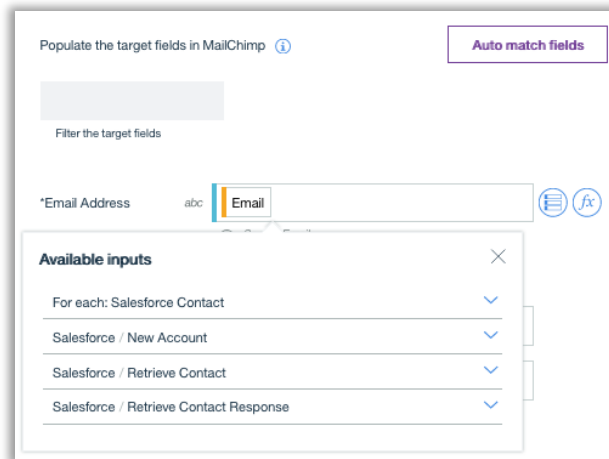 Populate the target fields in MailChimp
Auto match fields
Filter the target fields
*Email Address abc Email fx
Available inputs
For each: Salesforce Contact
Salesforce / New Account
Salesforce / Retrieve Contact
Salesforce / Retrieve Contact Response